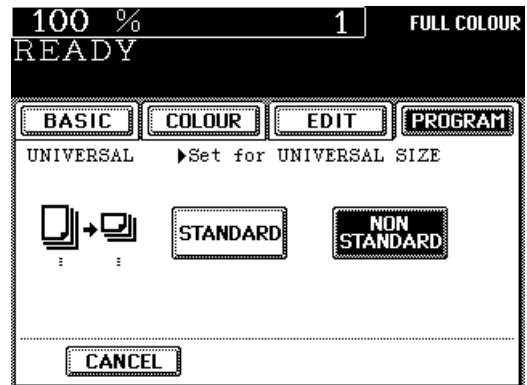 100 % 1 FULL COLOUR
READY
BASIC COLOUR EDIT PROGRAM
UNIVERSAL ▶Set for UNIVERSAL SIZE
STANDARD
NON
STANDARD
CANCEL